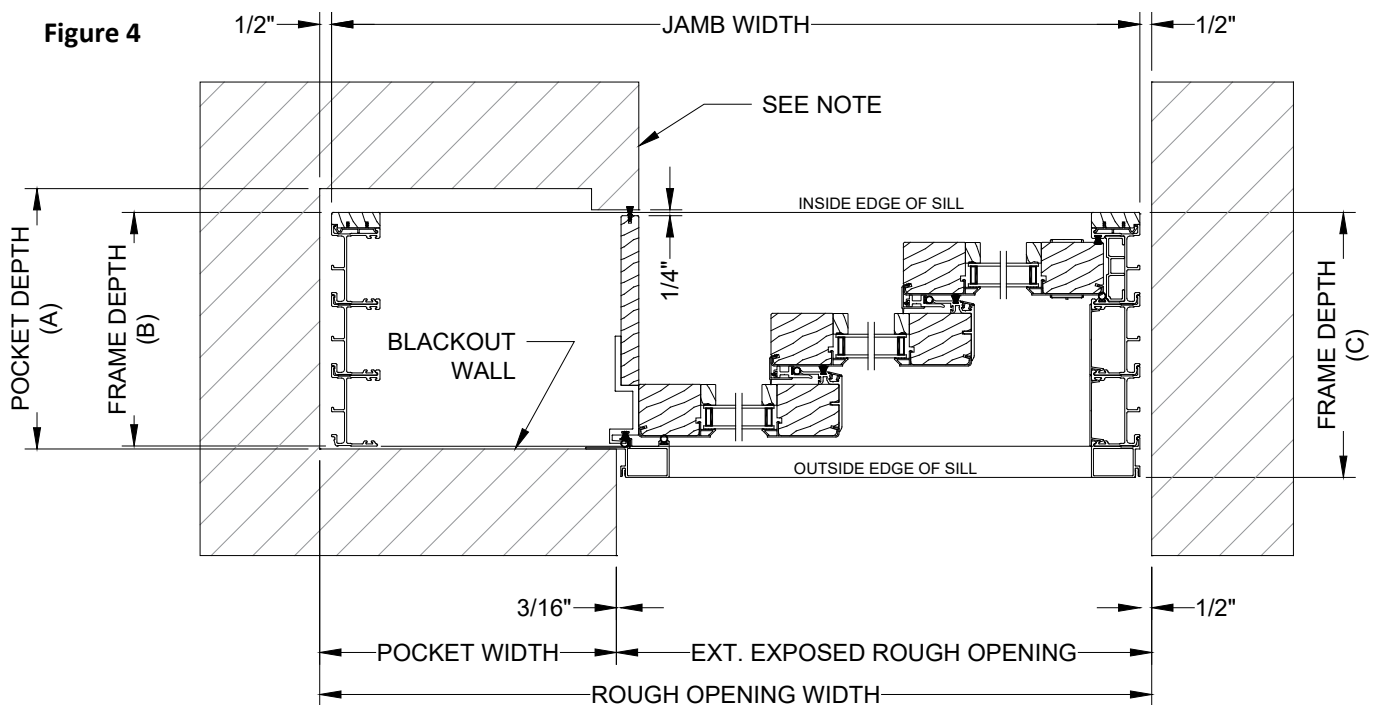 Figure 4
1/2"
JAMB WIDTH
1/2"
SEE NOTE
INSIDE EDGE OF SILL
1/4"
POCKET DEPTH
(A)
FRAME DEPTH
(B)
BLACKOUT
WALL
FRAME DEPTH
(C)
OUTSIDE EDGE OF SILL
3/16"
1/2"
POCKET WIDTH
EXT. EXPOSED ROUGH OPENING
ROUGH OPENING WIDTH